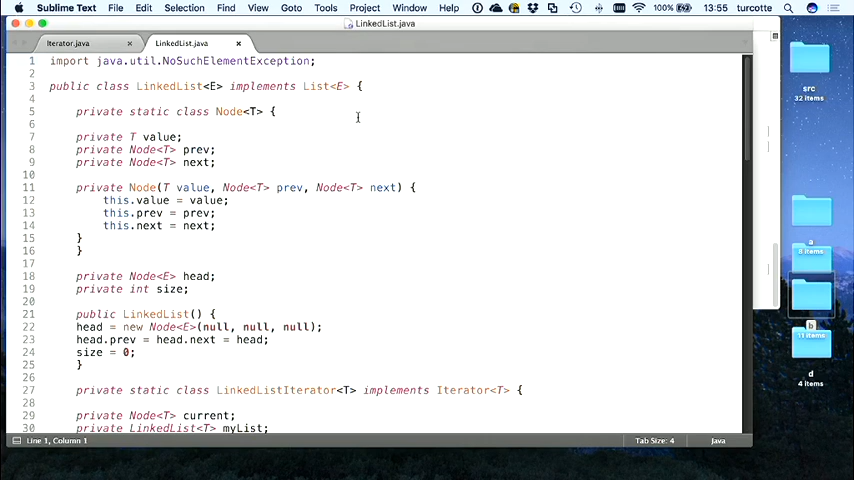 Sublime Text File Edit Selection Find View Goto Tools Project Window Help 100% Fri Oct 20 13:55 turcotte
LinkedList.java
Iterator.java × LinkedList.java ×
1 import java.util.NoSuchElementException;
2
3 public class LinkedList<E> implements List<E> {
4
5 private static class Node<T> {
6
7 private T value;
8 private Node<T> prev;
9 private Node<T> next;
10
11 private Node(T value, Node<T> prev, Node<T> next) {
12 this.value = value;
13 this.prev = prev;
14 this.next = next;
15 }
16 }
17
18 private Node<E> head;
19 private int size;
20
21 public LinkedList() {
22 head = new Node<E>(null, null, null);
23 head.prev = head.next = head;
24 size = 0;
25 }
26
27 private static class LinkedListIterator<T> implements Iterator<T> {
28
29 private Node<T> current;
30 private LinkedList<T> myList;
Line 1, Column 1 Tab Size: 4 Java
src
32 items
a
8 items
b
11 items
d
4 items